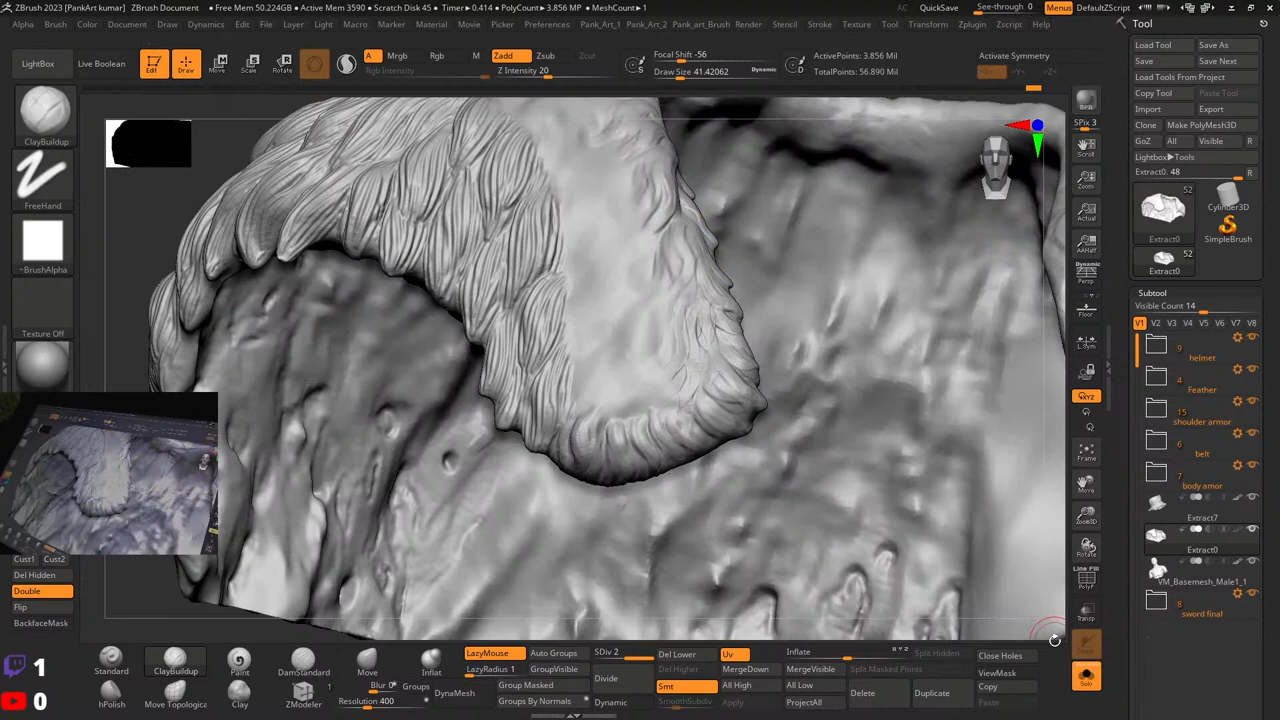 ZBrush 2023 [PankArt kumar]   ZBrush Document   • Free Mem 50.224GB • Active Mem 3590 • Scratch Disk 45 • Timer▸0.414 • PolyCount▸3.856 MP • MeshCount▸1   AC   QuickSave   See-through 0   Menus   DefaultZScript
Alpha Brush Color Document Draw Dynamics Edit File Layer Light Macro Marker Material Movie Picker Preferences Pank_Art_1 Pank_Art_2 Pank_art_Brush Render Stencil Stroke Texture Tool Transform Zplugin Zscript Help
Tool
LightBox
Live Boolean
Edit
Draw
Move
Scale
Rotate
A
Mrgb
Rgb
M
Rgb Intensity
Zadd
Zsub
Zcut
Z Intensity 20
Focal Shift -56
Draw Size 41.42062
Dynamic
ActivePoints: 3.856 Mil
TotalPoints: 56.890 Mil
Activate Symmetry
Load Tool
Save As
Save
Save Next
Load Tools From Project
Copy Tool
Paste Tool
Import
Export
Clone
Make PolyMesh3D
GoZ
All
Visible
R
Lightbox▸Tools
Extract0. 48
R
52
Extract0
Cylinder3D
SimpleBrush
52
Extract0
Subtool
Visible Count 14
V1 V2 V3 V4 V5 V6 V7 V8
9
helmet
4
Feather
15
shoulder armor
6
belt
7
body amor
Extract7
Extract0
VM_Basemesh_Male1_1
8
sword final
ClayBuildup
FreeHand
~BrushAlpha
Texture Off
Cust1
Cust2
Del Hidden
Double
Flip
BackfaceMask
BPR
SPix 3
Scroll
Zoom
Actual
AAHalf
Dynamic
Persp
Floor
L.Sym
XYZ
Frame
Move
Zoom3D
Rotate
Line Fill
PolyF
Transp
Solo
1
0
Standard
ClayBuildup
Paint
DamStandard
Move
Inflat
hPolish
Move Topologica
Clay
ZModeler
1
Blur 0
Groups
Resolution 400
DynaMesh
LazyMouse
LazyRadius 1
Auto Groups
GroupVisible
Group Masked
Groups By Normals
SDiv 2
Divide
Dynamic
Del Lower
Del Higher
Smt
SmoothSubdiv
Uv
MergeDown
All High
Apply
Inflate
MergeVisible
All Low
ProjectAll
Split Hidden
Split Masked Points
Delete
Duplicate
Close Holes
ViewMask
Copy
Paste